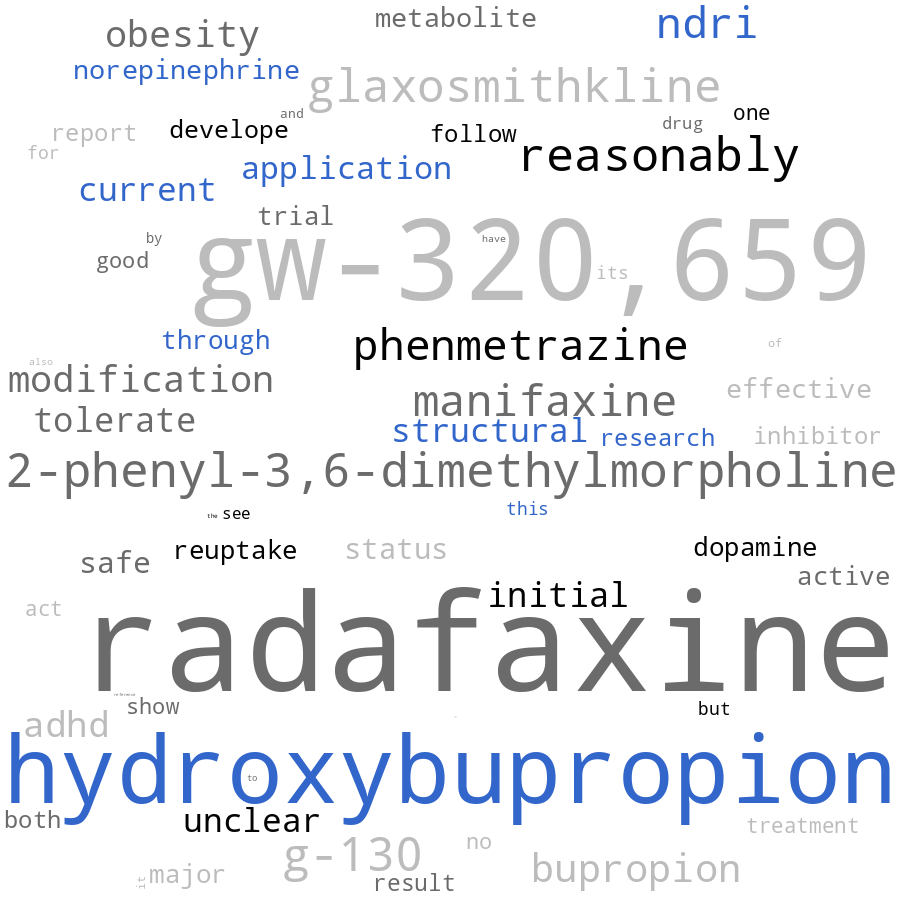 metabolite
ndri
obesity
norepinephrine
glaxosmithkline
and
one
report
develope
follow
drug
for
reasonably
application
current
trial
by
have
good
gw-320,659
its
through
phenmetrazine
of
also
modification
manifaxine
effective
tolerate
structural
research
inhibitor
2-phenyl-3,6-dimethylmorpholine
this
the
see
reuptake
status
dopamine
safe
active
initial
act
radafaxine
reference
show
but
adhd
hydroxybupropion
to
both
unclear
treatment
g-130
no
bupropion
it
major
result